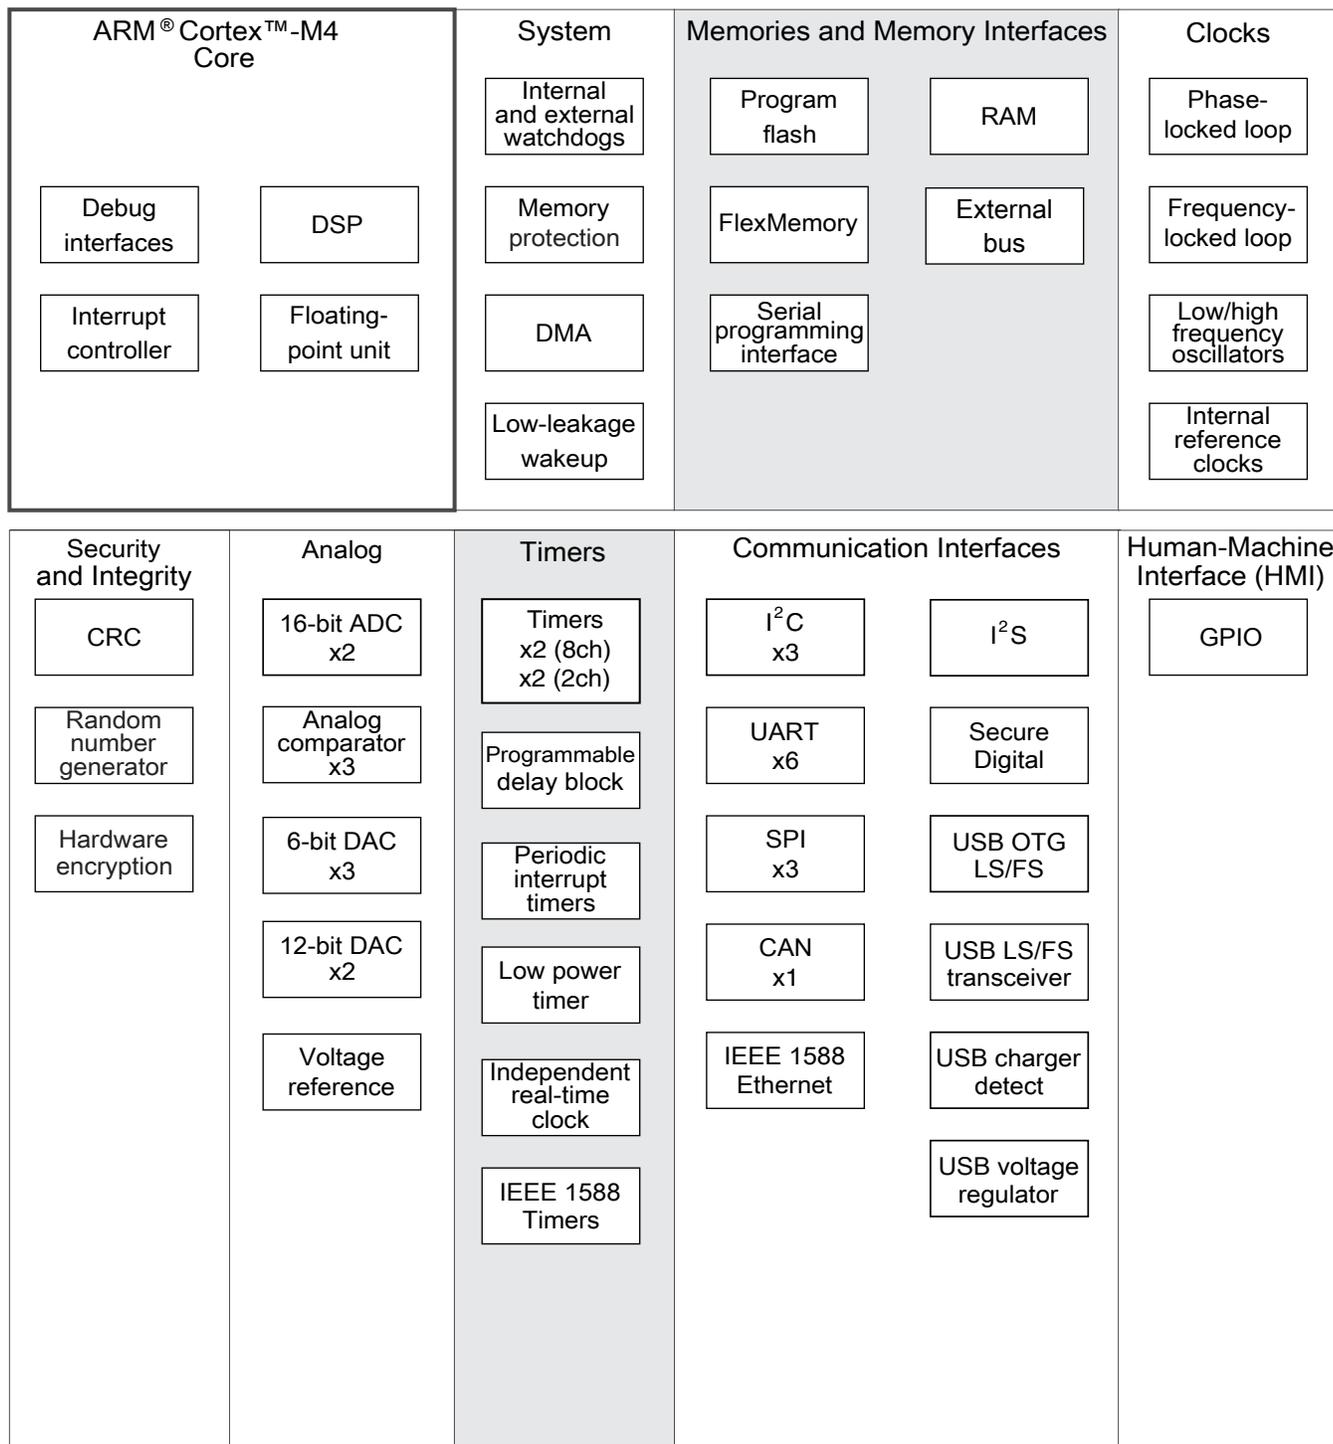 ARM® Cortex™-M4
Core
Debug
interfaces
DSP
Interrupt
controller
Floating-
point unit
System
Internal
and external
watchdogs
Memory
protection
DMA
Low-leakage
wakeup
Memories and Memory Interfaces
Program
flash
RAM
FlexMemory
External
bus
Serial
programming
interface
Clocks
Phase-
locked loop
Frequency-
locked loop
Low/high
frequency
oscillators
Internal
reference
clocks
Security
and Integrity
CRC
Random
number
generator
Hardware
encryption
Analog
16-bit ADC
x2
Analog
comparator
x3
6-bit DAC
x3
12-bit DAC
x2
Voltage
reference
Timers
Timers
x2 (8ch)
x2 (2ch)
Programmable
delay block
Periodic
interrupt
timers
Low power
timer
Independent
real-time
clock
IEEE 1588
Timers
Communication Interfaces
I²C
x3
UART
x6
SPI
x3
CAN
x1
IEEE 1588
Ethernet
I²S
Secure
Digital
USB OTG
LS/FS
USB LS/FS
transceiver
USB charger
detect
USB voltage
regulator
Human-Machine
Interface (HMI)
GPIO